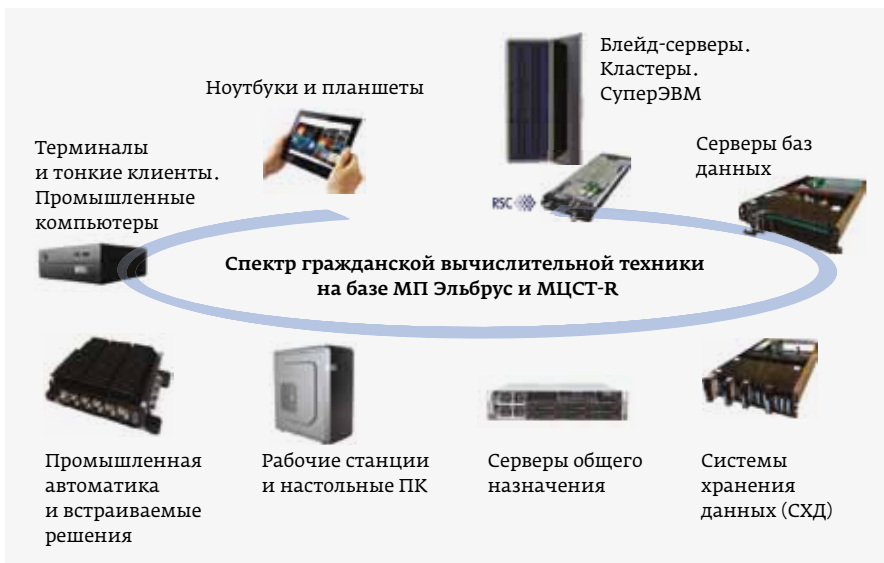 Блейд-серверы.
Кластеры.
СуперЭВМ
Ноутбуки и планшеты
Серверы баз
данных
Терминалы
и тонкие клиенты.
Промышленные
компьютеры
RSC
Спектр гражданской вычислительной техники
на базе МП Эльбрус и МЦСТ-R
Промышленная
автоматика
и встраиваемые
решения
Рабочие станции
и настольные ПК
Серверы общего
назначения
Системы
хранения
данных (СХД)